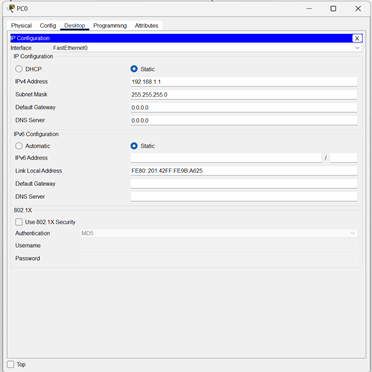 PC0
Physical Config Desktop Programming Attributes
IP Configuration X
Interface FastEthernet0
IP Configuration
DHCP Static
IPv4 Address 192.168.1.1
Subnet Mask 255.255.255.0
Default Gateway 0.0.0.0
DNS Server 0.0.0.0
IPv6 Configuration
Automatic Static
IPv6 Address /
Link Local Address FE80::201:42FF:FE9B:A625
Default Gateway
DNS Server
802.1X
Use 802.1X Security
Authentication MD5
Username
Password
Top